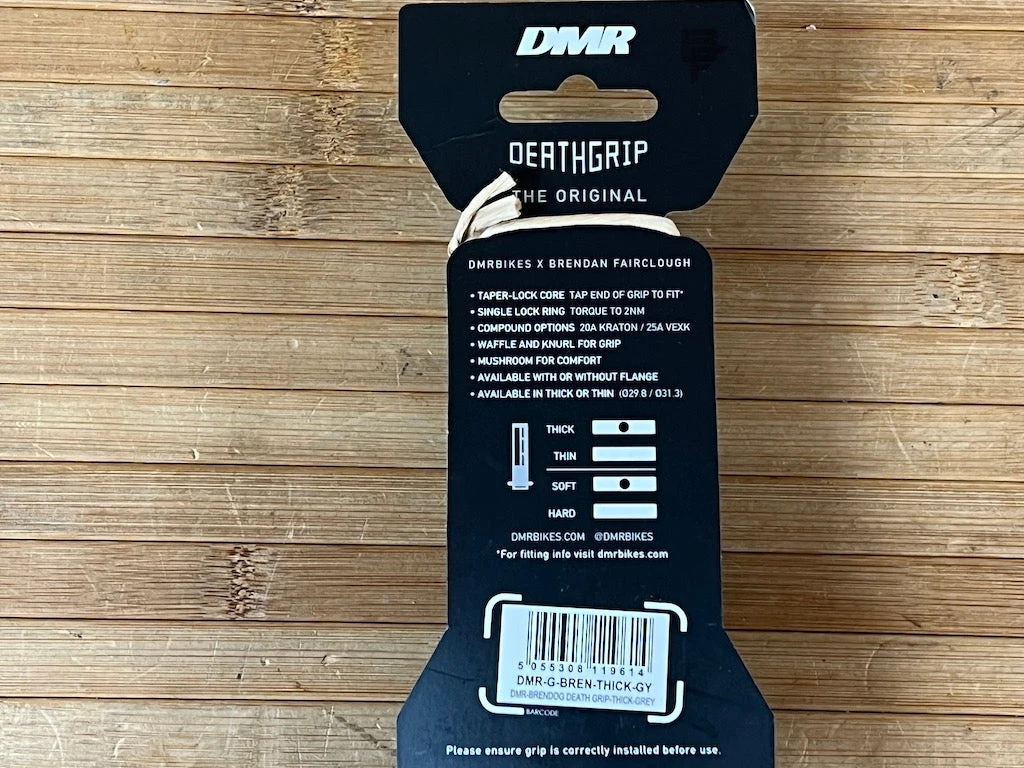 DMR
DEATHGRIP
THE ORIGINAL
DMRBIKES X BRENDAN FAIRCLOUGH
• TAPER-LOCK CORE TAP END OF GRIP TO FIT*
• SINGLE LOCK RING TORQUE TO 2NM
• COMPOUND OPTIONS 20A KRATON / 25A VEXK
• WAFFLE AND KNURL FOR GRIP
• MUSHROOM FOR COMFORT
• AVAILABLE WITH OR WITHOUT FLANGE
• AVAILABLE IN THICK OR THIN (Ø29.8 / Ø31.3)
THICK
THIN
SOFT
HARD
DMRBIKES.COM @DMRBIKES
*For fitting info visit dmrbikes.com
5 055308 119614
DMR-G-BREN-THICK-GY
DMR-BRENDOG DEATH GRIP-THICK-GREY
BARCODE
Please ensure grip is correctly installed before use.